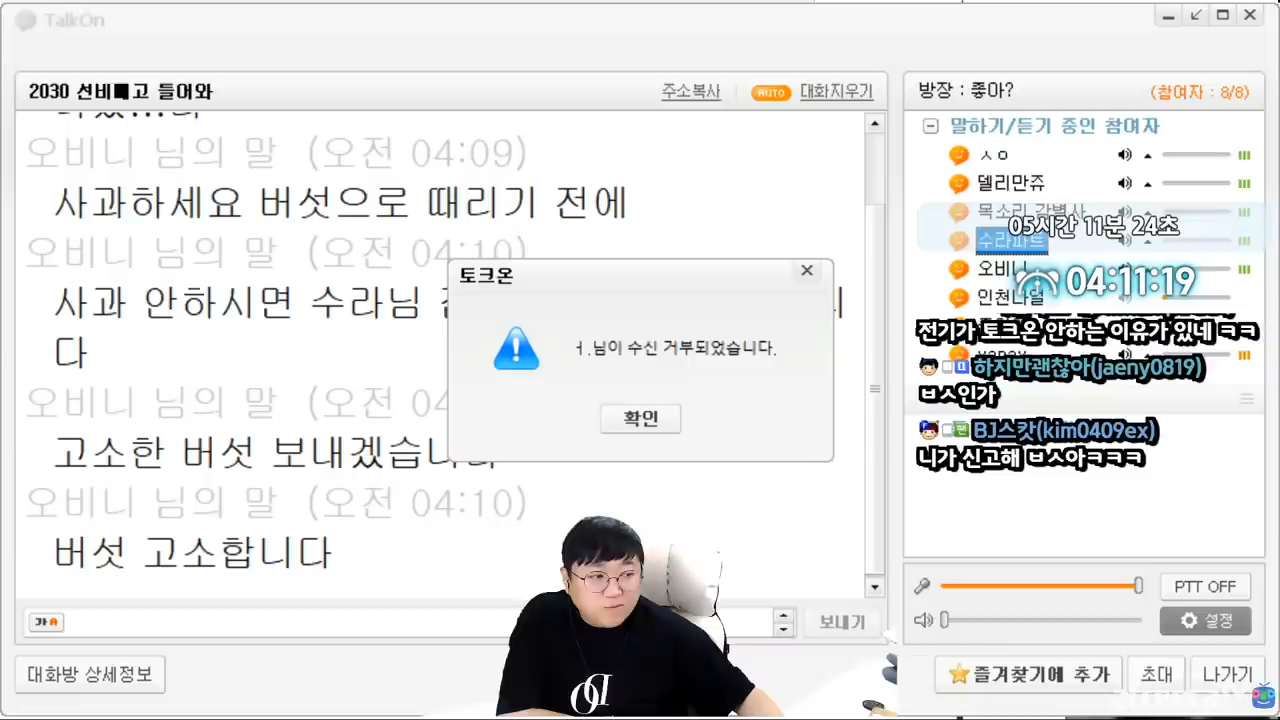 TalkOn
2030 선비■고 들어와
주소복사
AUTO
대화지우기
오비니 님의 말 (오전 04:09)
사과하세요 버섯으로 때리기 전에
오비니 님의 말 (오전 04:10)
사과 안하시면 수라님
다
오비니 님의 말 (오전 04
고소한 버섯 보내겠습니다
오비니 님의 말 (오전 04:10)
버섯 고소합니다
토크온
ㅓ.님이 수신 거부되었습니다.
확인
가A
보내기
대화방 상세정보
방장 : 좋아?
(참여자 : 8/8)
말하기/듣기 중인 참여자
ㅅㅇ
델리만쥬
목소리 감별사
수라파트
오비니
인천나덜
05시간 11분 24초
04:11:19
전기가 토크온 안하는 이유가 있네 ㅋㅋ
하지만괜찮아(jaeny0819)
ㅂㅅ인가
BJ스캇(kim0409ex)
니가 신고해 ㅂㅅ아ㅋㅋㅋ
PTT OFF
설정
즐겨찾기에 추가
초대
나가기